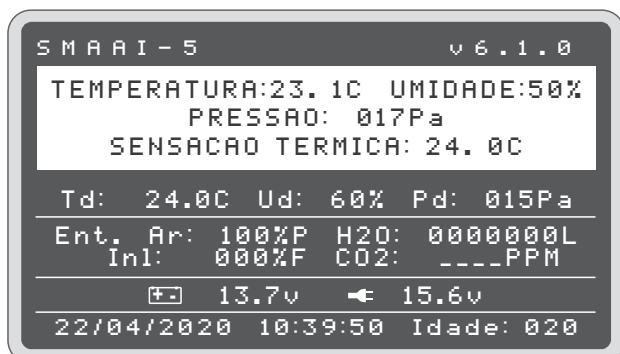 SMAAI-5 v6.1.0
TEMPERATURA:23.1C UMIDADE:50%
PRESSAO: 017Pa
SENSACAO TERMICA: 24.0C
Td: 24.0C Ud: 60% Pd: 015Pa
Ent. Ar: 100%P H2O: 0000000L
Inl: 000%F CO2: ____PPM
13.7v 15.6v
22/04/2020 10:39:50 Idade: 020